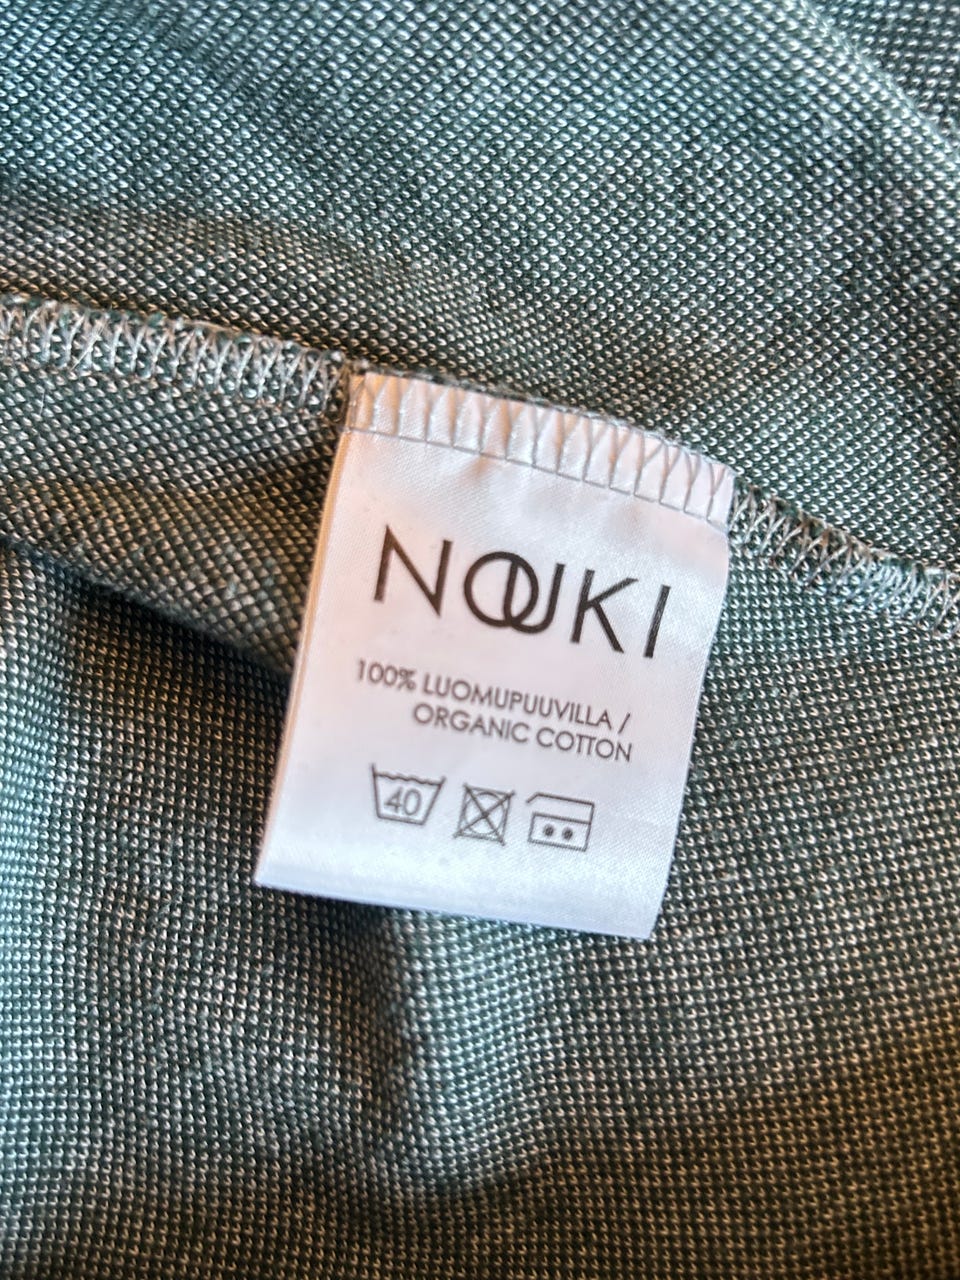 NOUKI
100% LUOMUPUUVILLA /
ORGANIC COTTON
40